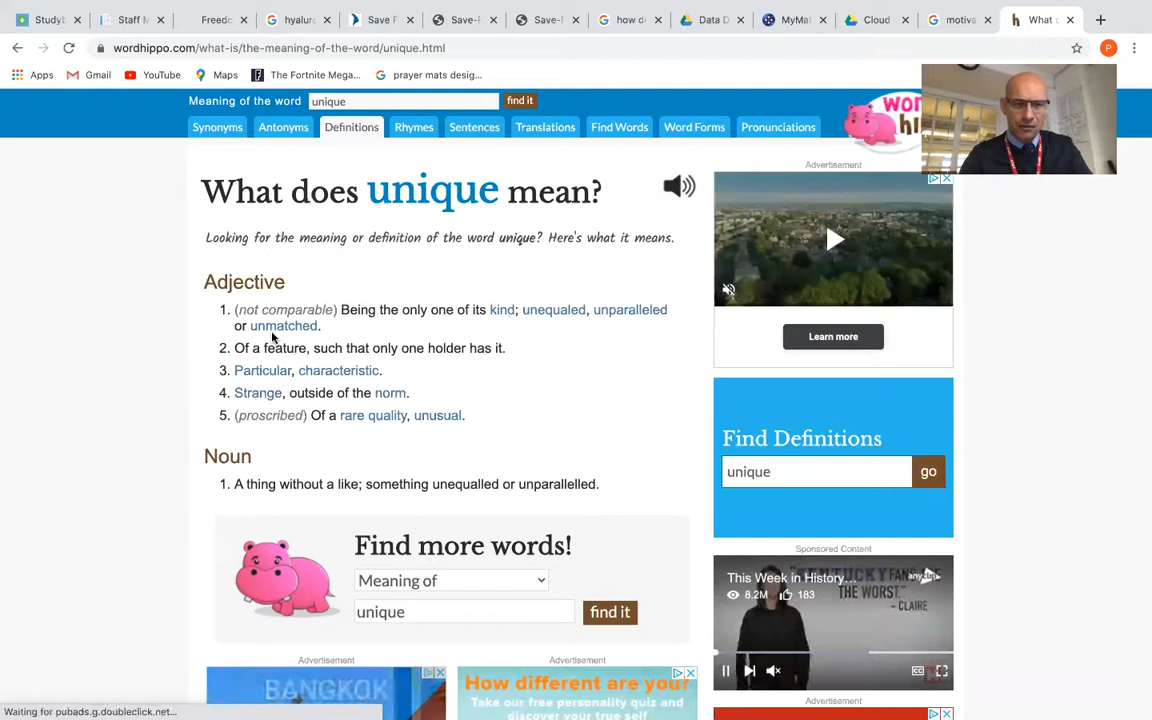 Studyb
Staff M
Freedo
hyaluro
Save F
Save-F
Save-F
how do
Data D
MyMat
Cloud
motiva
What d
wordhippo.com/what-is/the-meaning-of-the-word/unique.html
P
Apps
Gmail
YouTube
Maps
The Fortnite Mega...
prayer mats desig...
Meaning of the word
unique
find it
Synonyms
Antonyms
Definitions
Rhymes
Sentences
Translations
Find Words
Word Forms
Pronunciations
What does unique mean?
Looking for the meaning or definition of the word unique? Here's what it means.
Adjective
1. (not comparable) Being the only one of its kind; unequaled, unparalleled
or unmatched.
2. Of a feature, such that only one holder has it.
3. Particular, characteristic.
4. Strange, outside of the norm.
5. (proscribed) Of a rare quality, unusual.
Noun
1. A thing without a like; something unequalled or unparallelled.
Find more words!
Meaning of
unique
find it
Advertisement
Advertisement
BANGKOK
How different are you?
Take our free personality quiz and
discover your true self
Advertisement
Learn more
Find Definitions
unique
go
Sponsored Content
This Week in History...
8.2M
183
KENTUCKY FANS ARE
THE WORST.
- CLAIRE
Advertisement
Waiting for pubads.g.doubleclick.net...